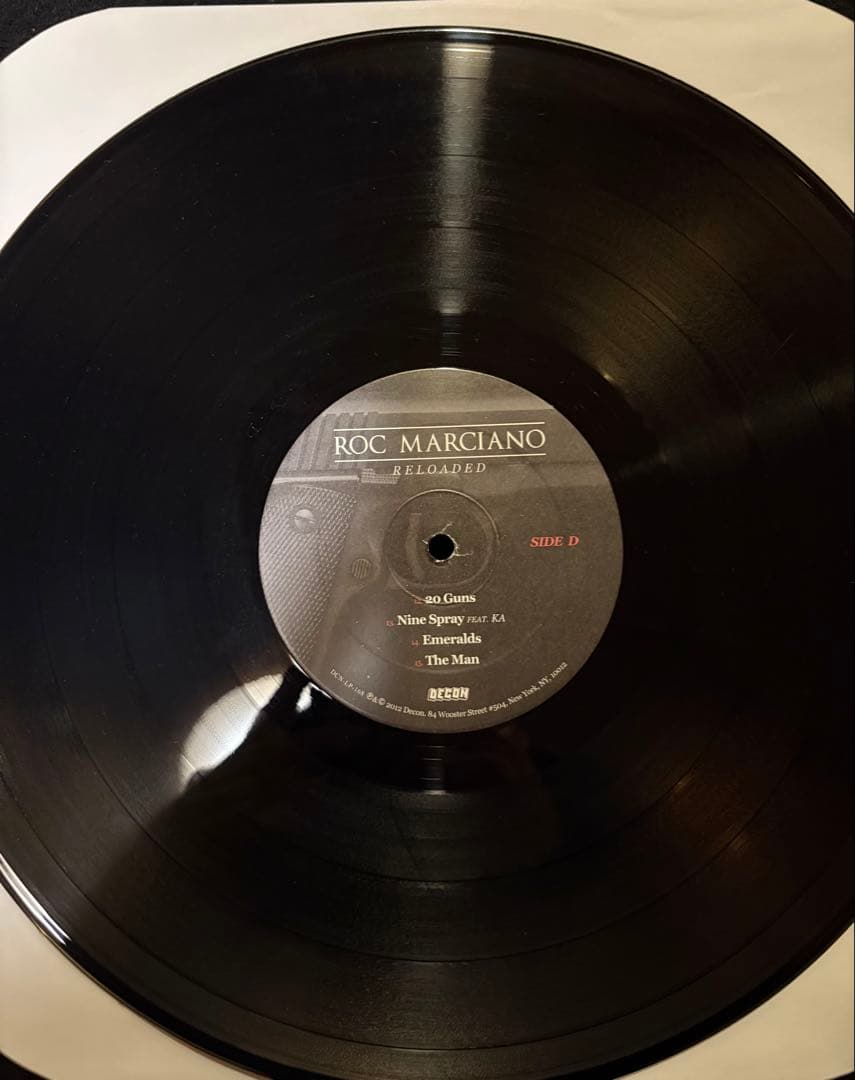 ROC MARCIANO
RELOADED
SIDE D
12. 20 Guns
13. Nine Spray FEAT. KA
14. Emeralds
15. The Man
DECON
DCN-LP-168 ℗&© 2012 Decon. 84 Wooster Street #504, New York, NY, 10012